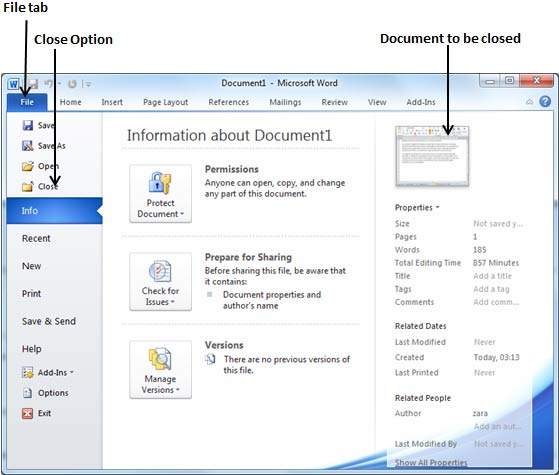 File tab
Close Option
Document to be closed
Document1 - Microsoft Word
File Home Insert Page Layout References Mailings Review View Add-Ins
Save
Save As
Open
Close
Info
Recent
New
Print
Save & Send
Help
Add-Ins
Options
Exit
Information about Document1
Protect
Document
Permissions
Anyone can open, copy, and change
any part of this document.
Check for
Issues
Prepare for Sharing
Before sharing this file, be aware that
it contains:
Document properties and
author's name
Manage
Versions
Versions
There are no previous versions of
this file.
Properties
Size Not saved y...
Pages 1
Words 185
Total Editing Time 857 Minutes
Title Add a title
Tags Add a tag
Comments Add comm...
Related Dates
Last Modified Never
Created Today, 03:13
Last Printed Never
Related People
Author zara
Add an aut...
Last Modified By Not saved y...
Show All Properties